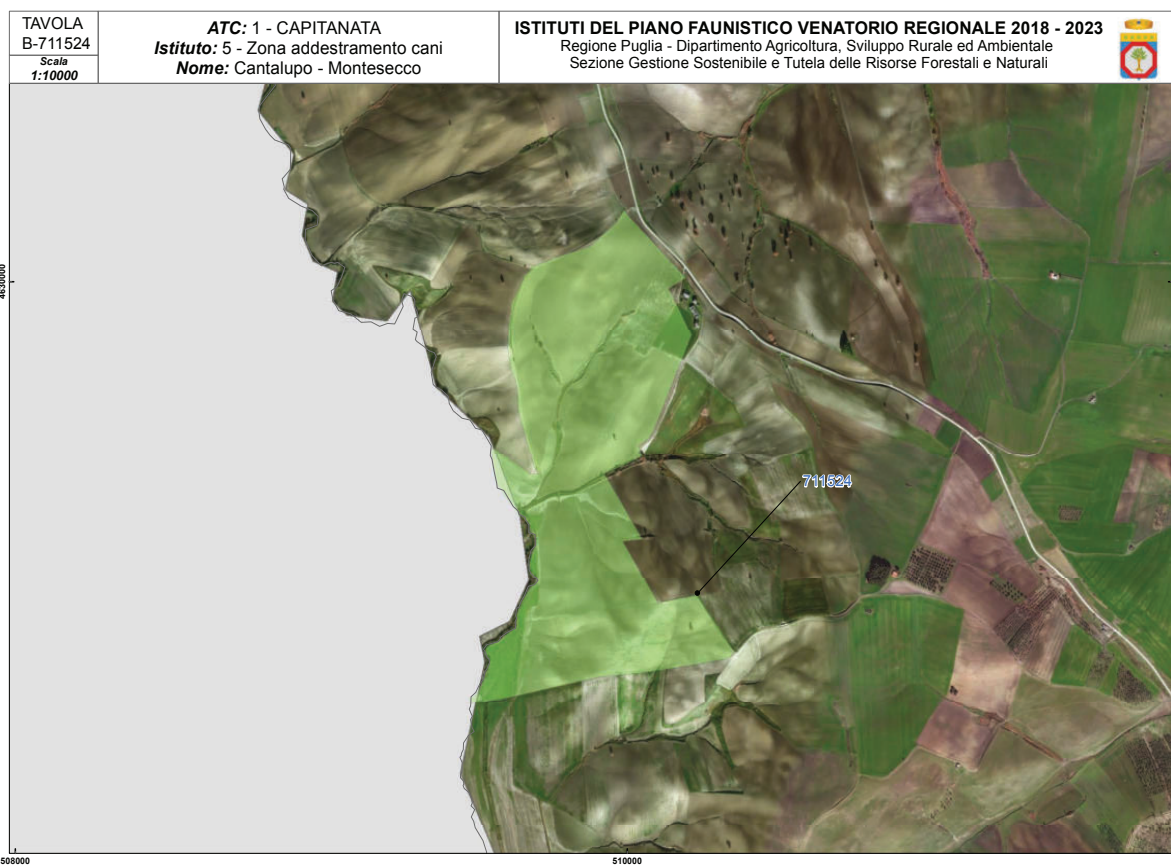 TAVOLA
B-711524
Scala
1:10000
ATC: 1 - CAPITANATA
Istituto: 5 - Zona addestramento cani
Nome: Cantalupo - Montesecco
ISTITUTI DEL PIANO FAUNISTICO VENATORIO REGIONALE 2018 - 2023
Regione Puglia - Dipartimento Agricoltura, Sviluppo Rurale ed Ambientale
Sezione Gestione Sostenibile e Tutela delle Risorse Forestali e Naturali
4630000
711524
508000
510000